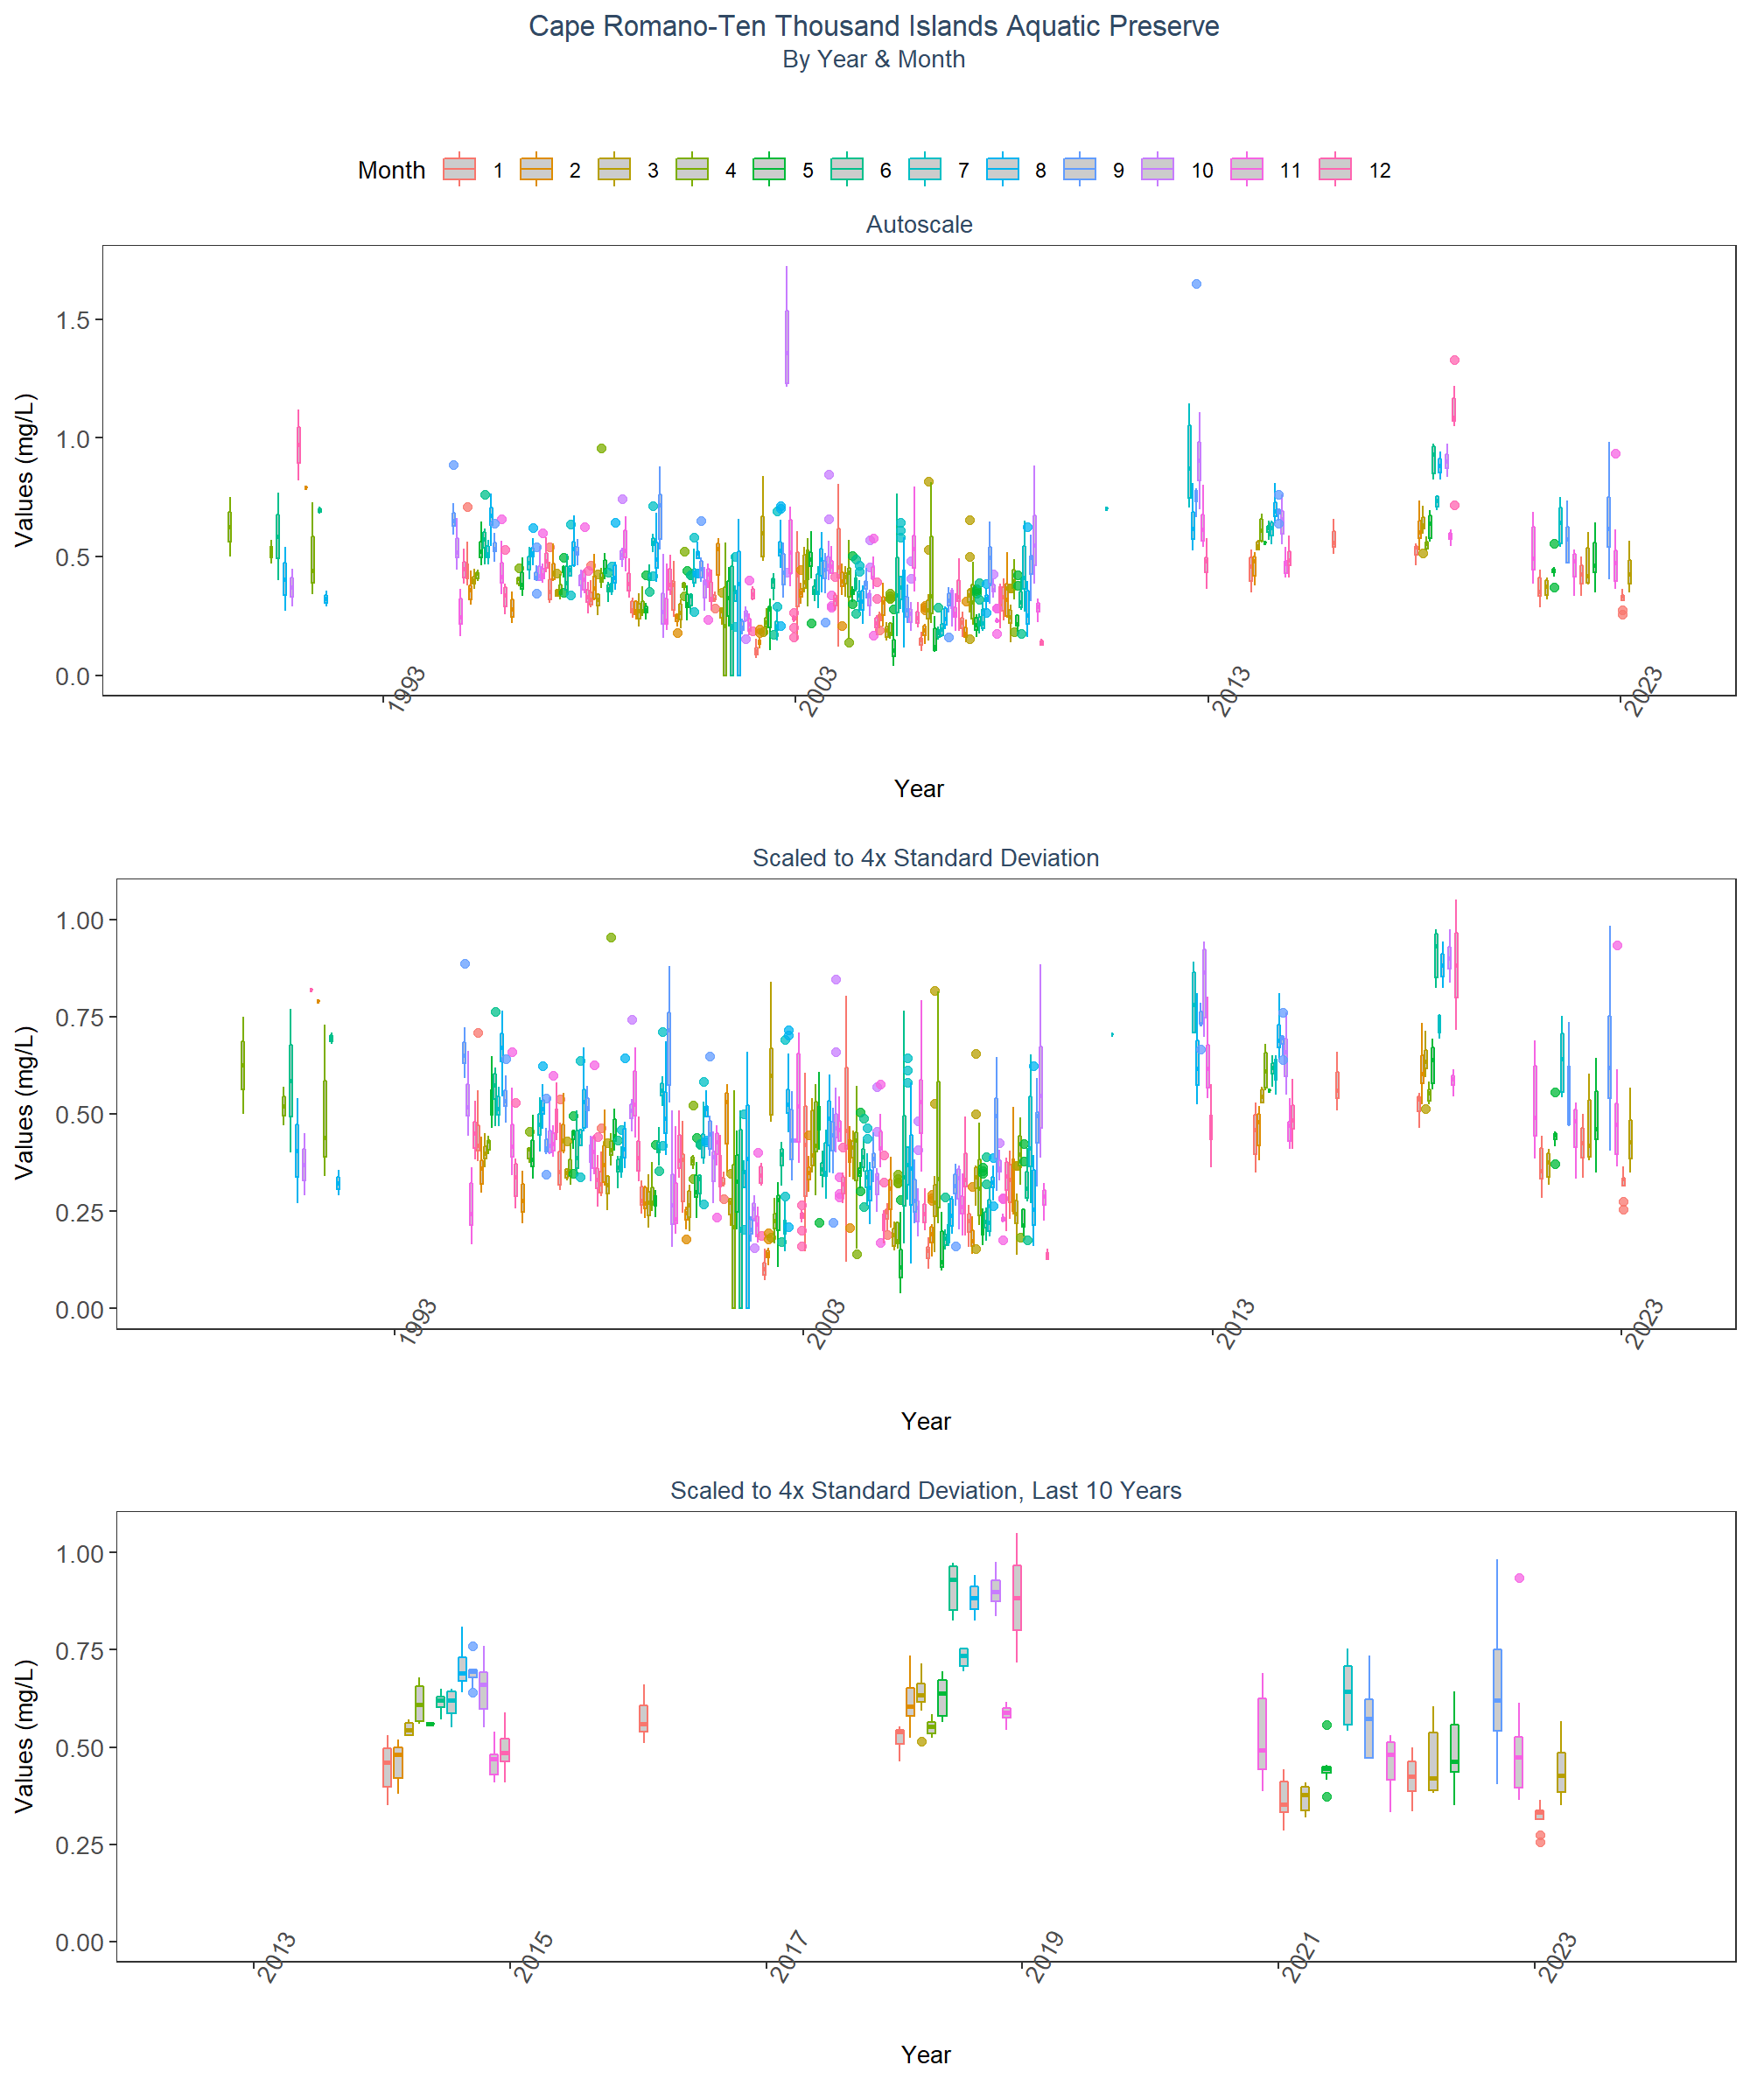 Cape Romano-Ten Thousand Islands Aquatic Preserve
By Year & Month
Month 1 2 3 4 5 6 7 8 9 10 11 12
Autoscale
Values (mg/L)
1.5
1.0
0.5
0.0
1993 2003 2013 2023
Year
Scaled to 4x Standard Deviation
Values (mg/L)
1.00
0.75
0.50
0.25
0.00
1993 2003 2013 2023
Year
Scaled to 4x Standard Deviation, Last 10 Years
Values (mg/L)
1.00
0.75
0.50
0.25
0.00
2013 2015 2017 2019 2021 2023
Year